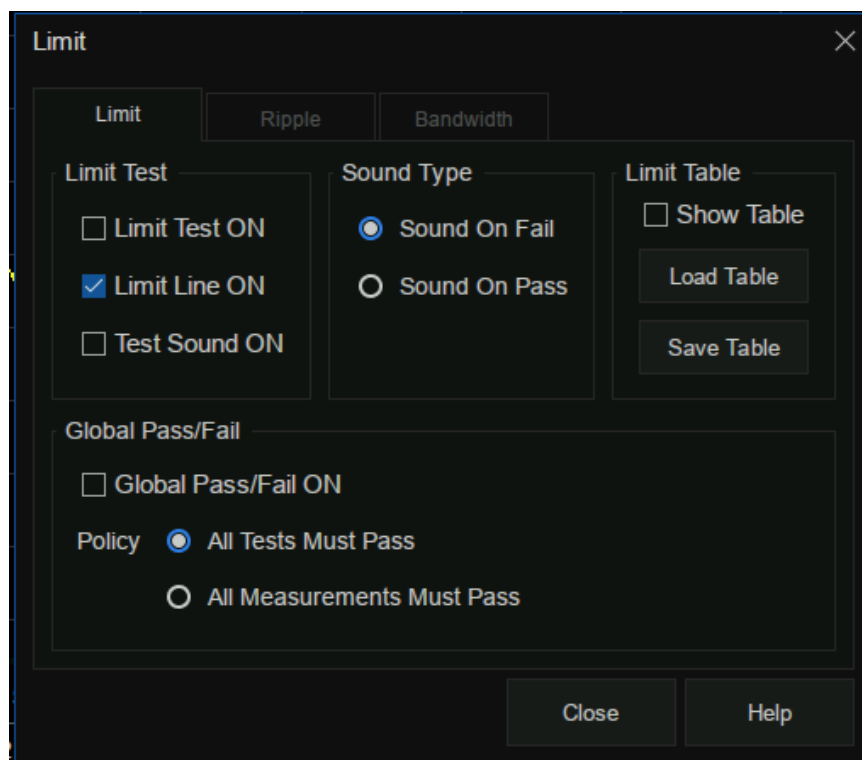 Limit
Limit Ripple Bandwidth
Limit Test
Limit Test ON
Limit Line ON
Test Sound ON
Sound Type
Sound On Fail
Sound On Pass
Limit Table
Show Table
Load Table
Save Table
Global Pass/Fail
Global Pass/Fail ON
Policy All Tests Must Pass
All Measurements Must Pass
Close Help